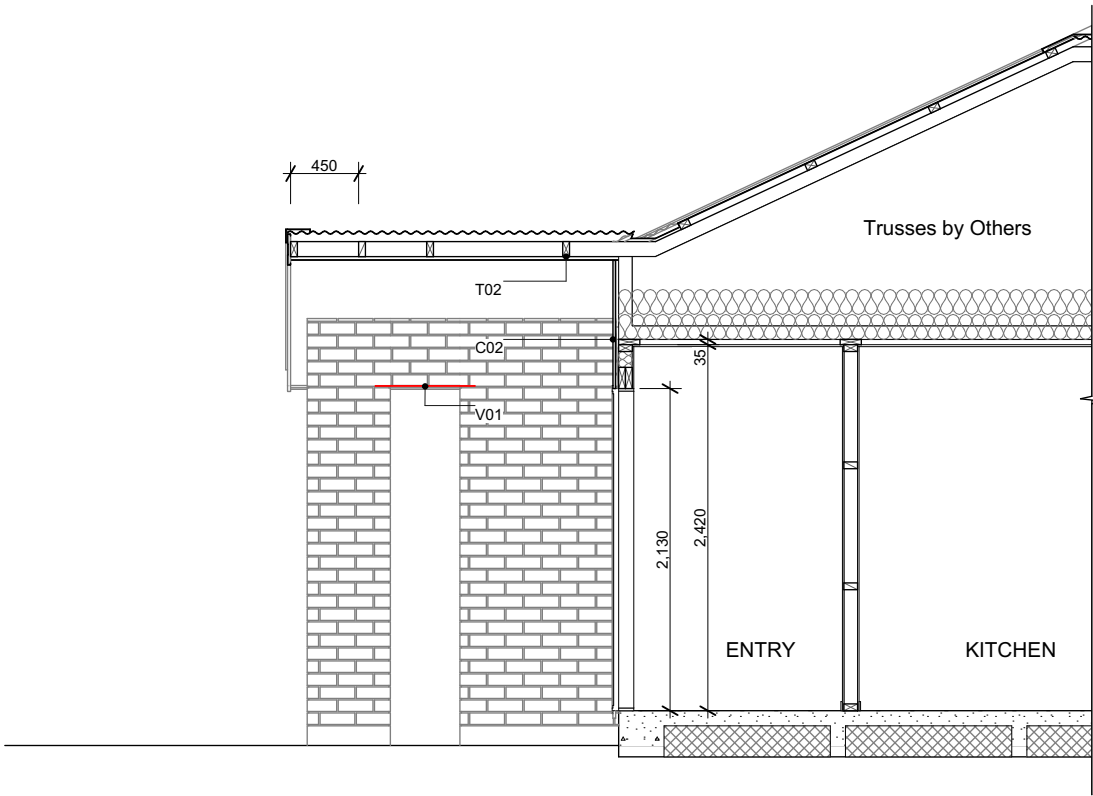 450
Trusses by Others
T02
C02
35
V01
2,130
2,420
ENTRY
KITCHEN